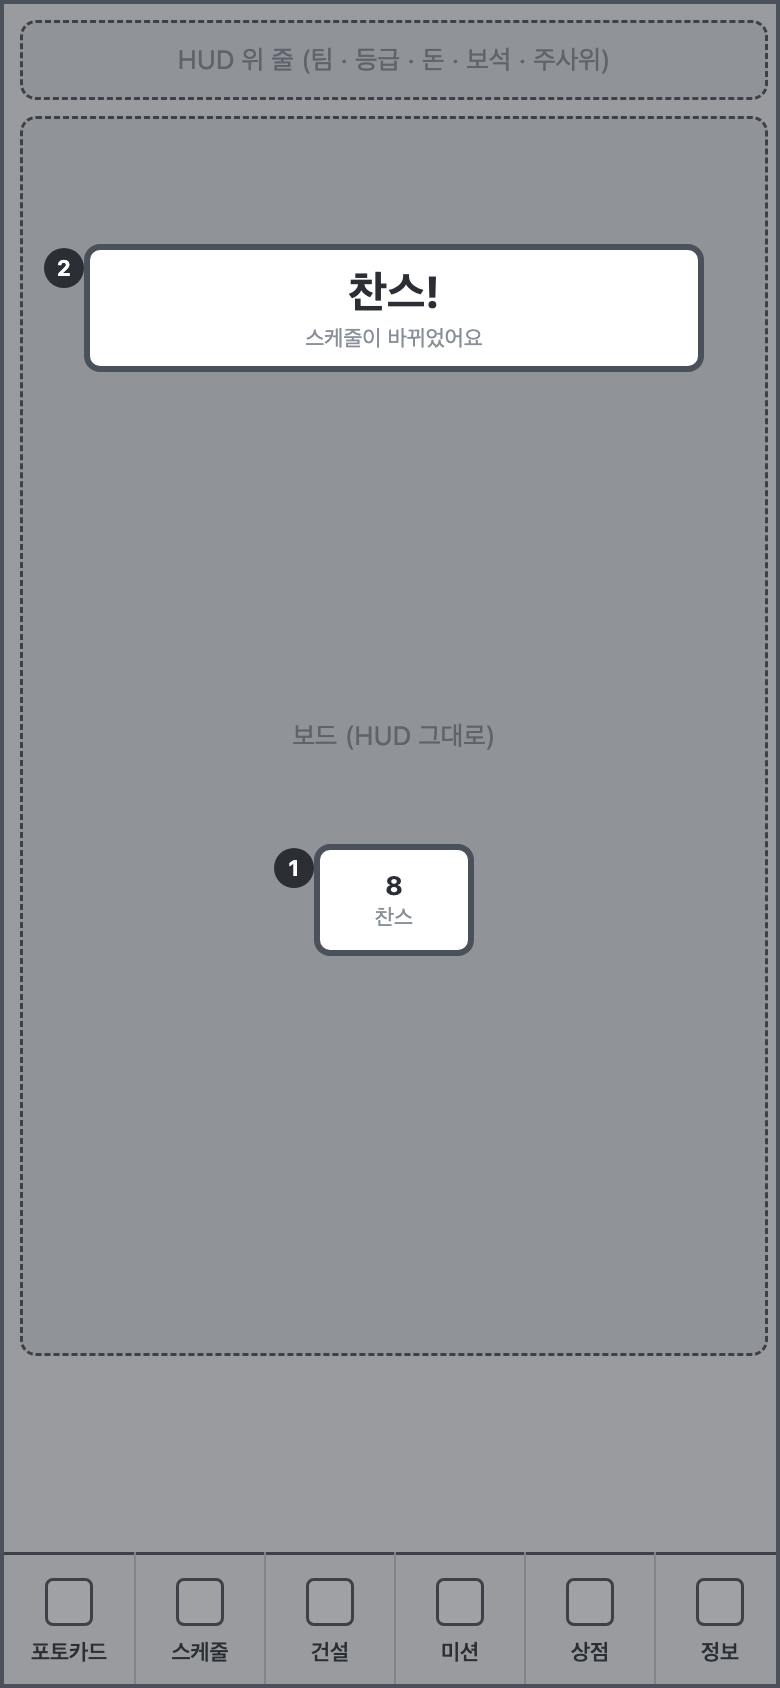 HUD 위 줄 (팀 · 등급 · 돈 · 보석 · 주사위)
2
찬스!
스케줄이 바뀌었어요
보드 (HUD 그대로)
1
8
찬스
포토카드 스케줄 건설 미션 상점 정보